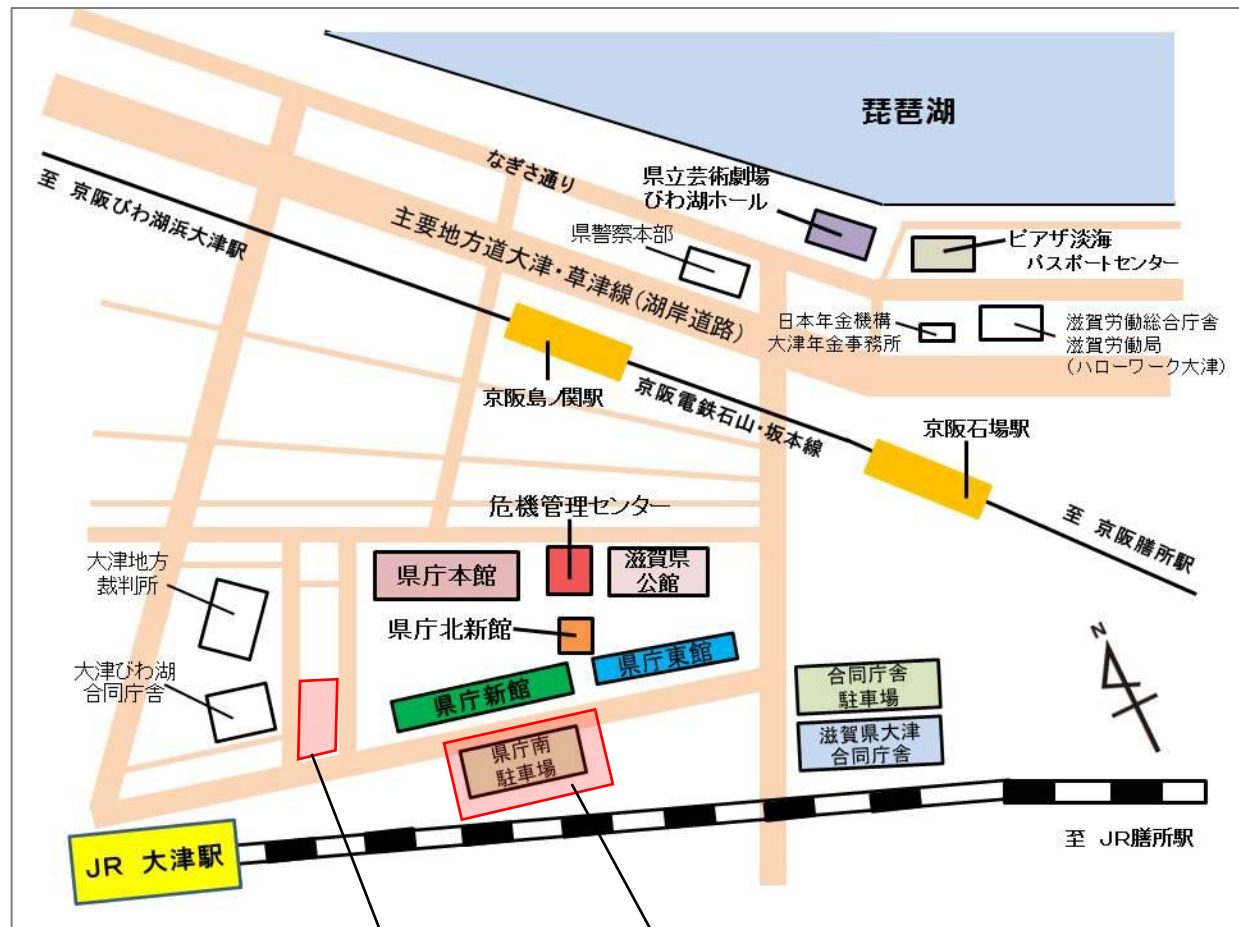 琵琶湖
なぎさ通り
県立芸術劇場
びわ湖ホール
至 京阪びわ湖浜大津駅
主要地方道大津・草津線(湖岸道路)
県警察本部
ピアザ淡海
パスポートセンター
日本年金機構
大津年金事務所
滋賀労働総合庁舎
滋賀労働局
(ハローワーク大津)
京阪島ノ関駅
京阪電鉄石山・坂本線
京阪石場駅
至 京阪膳所駅
危機管理センター
大津地方
裁判所
県庁本館
滋賀県
公館
県庁北新館
N
大津びわ湖
合同庁舎
県庁東館
県庁新館
合同庁舎
駐車場
県庁南
駐車場
滋賀県大津
合同庁舎
JR 大津駅
至 JR膳所駅